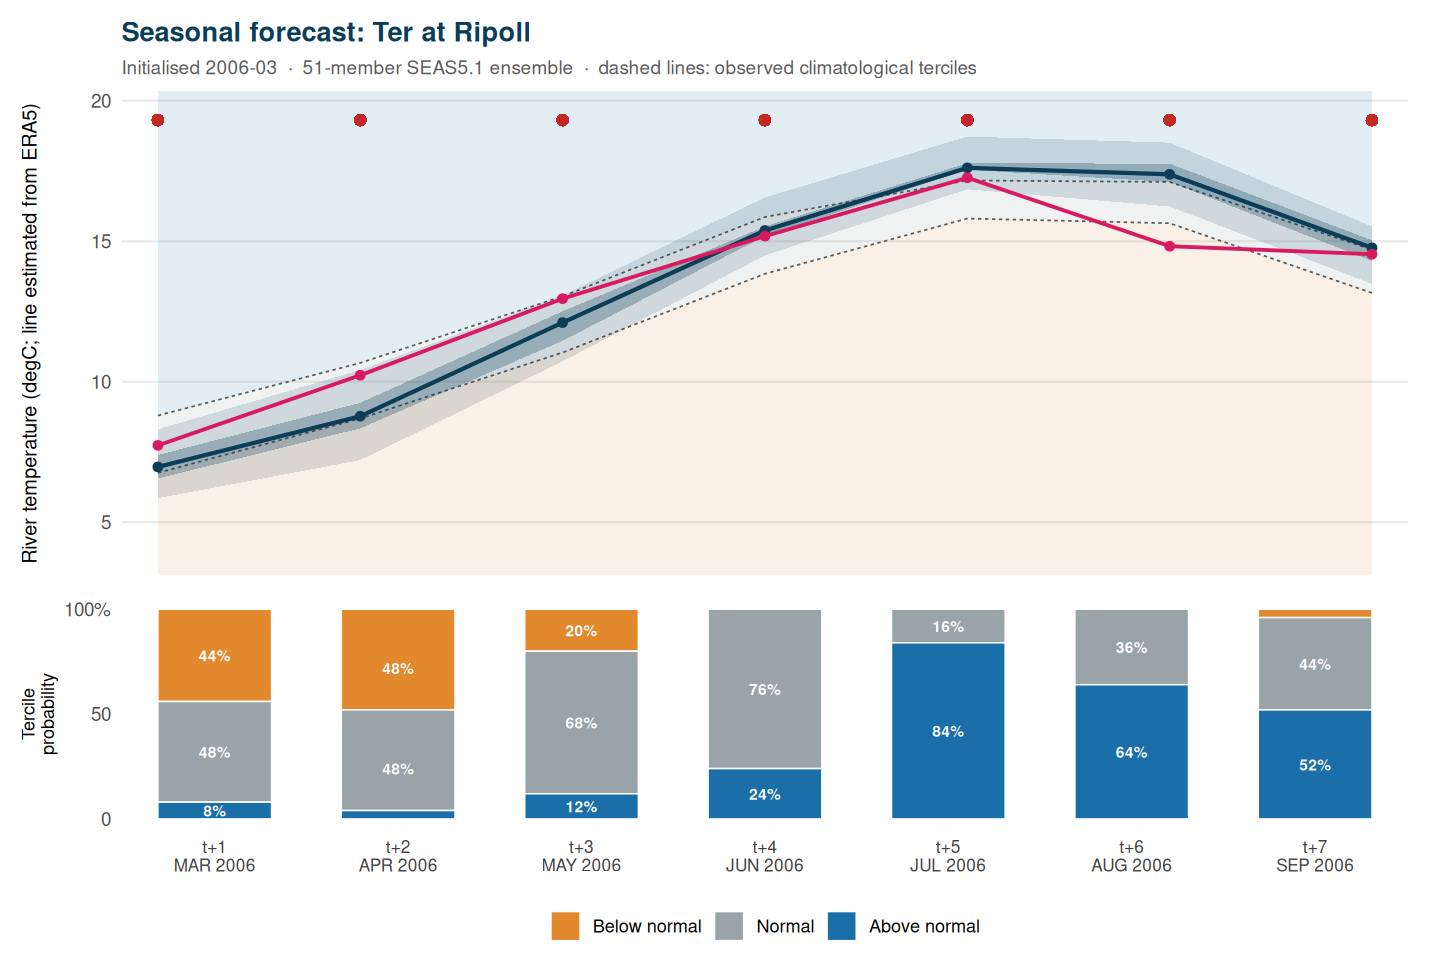 Seasonal forecast: Ter at Ripoll
Initialised 2006-03 · 51-member SEAS5.1 ensemble · dashed lines: observed climatological terciles
River temperature (degC; line estimated from ERA5)
20
15
10
5
Tercile
probability
100%
50
0
44%
48%
8%
48%
48%
20%
68%
12%
76%
24%
16%
84%
36%
64%
44%
52%
t+1
MAR 2006
t+2
APR 2006
t+3
MAY 2006
t+4
JUN 2006
t+5
JUL 2006
t+6
AUG 2006
t+7
SEP 2006
Below normal
Normal
Above normal